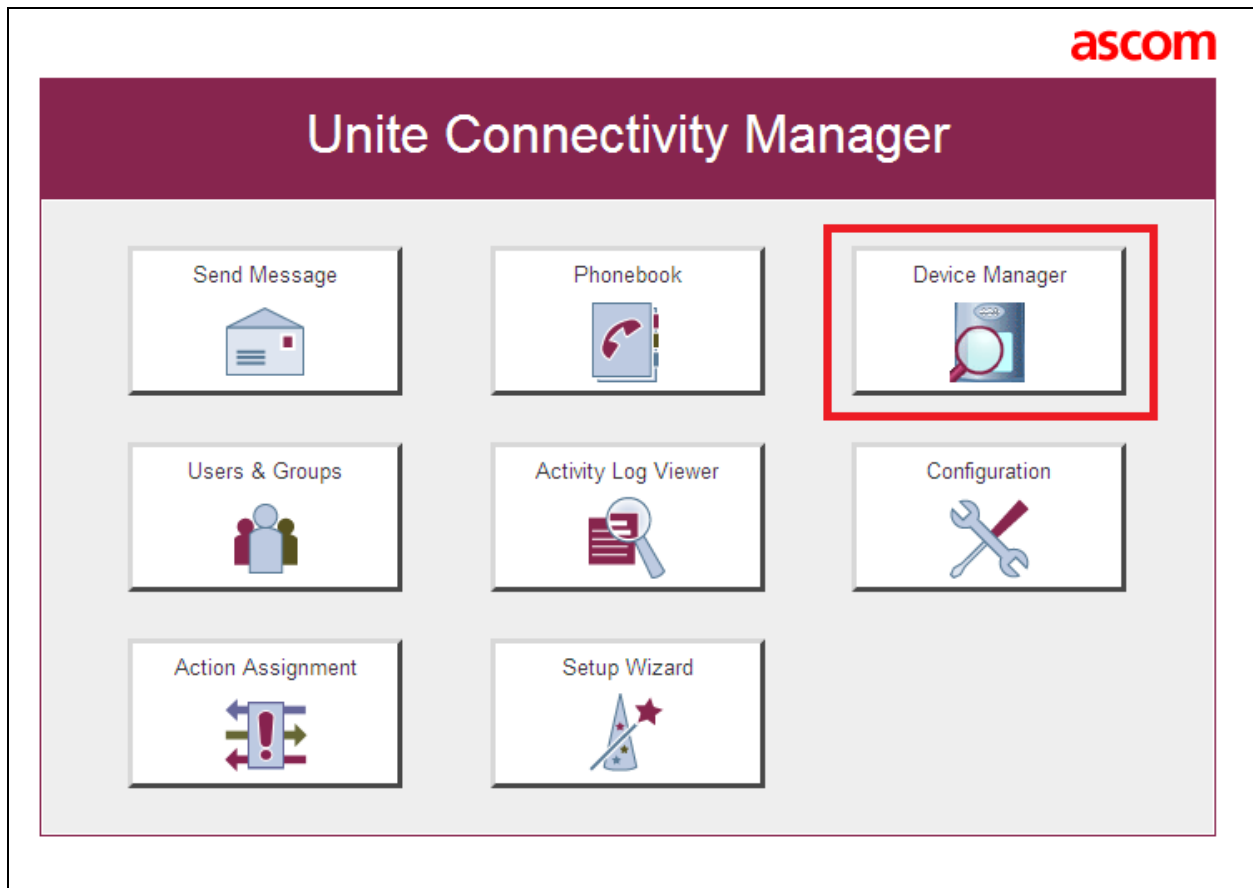 ascom
Unite Connectivity Manager
Send Message
Phonebook
Device Manager
Users & Groups
Activity Log Viewer
Configuration
Action Assignment
Setup Wizard